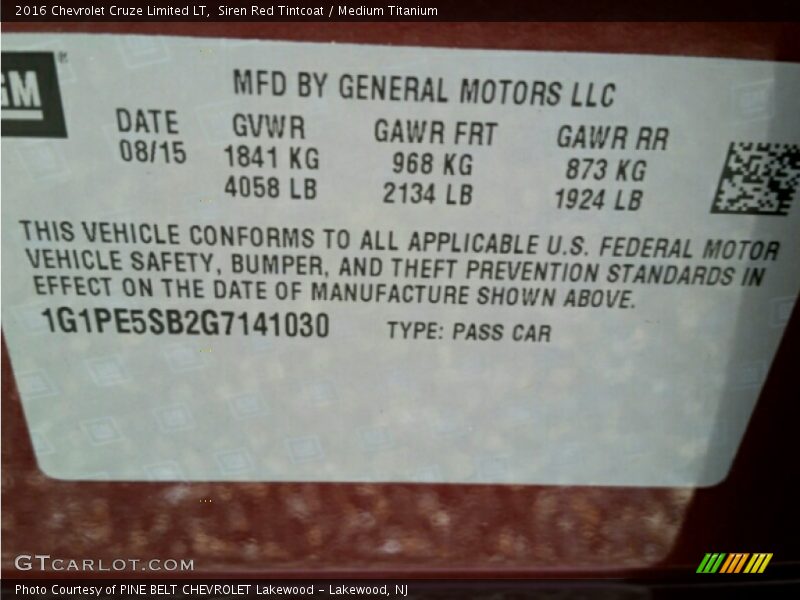 2016 Chevrolet Cruze Limited LT,  Siren Red Tintcoat / Medium Titanium
GM
MFD BY GENERAL MOTORS LLC
DATE GVWR GAWR FRT GAWR RR
08/15 1841 KG 968 KG 873 KG
4058 LB 2134 LB 1924 LB
THIS VEHICLE CONFORMS TO ALL APPLICABLE U.S. FEDERAL MOTOR
VEHICLE SAFETY, BUMPER, AND THEFT PREVENTION STANDARDS IN
EFFECT ON THE DATE OF MANUFACTURE SHOWN ABOVE.
1G1PE5SB2G7141030 TYPE: PASS CAR
GTCARLOT.COM
Photo Courtesy of PINE BELT CHEVROLET Lakewood - Lakewood, NJ